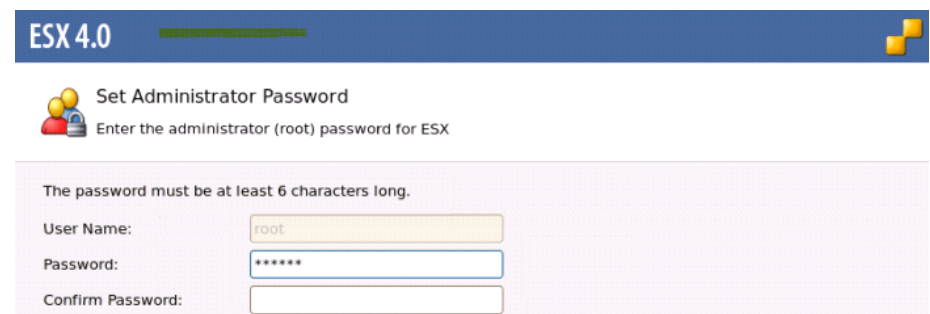 ESX 4.0
Set Administrator Password
Enter the administrator (root) password for ESX
The password must be at least 6 characters long.
User Name: root
Password: ******
Confirm Password: